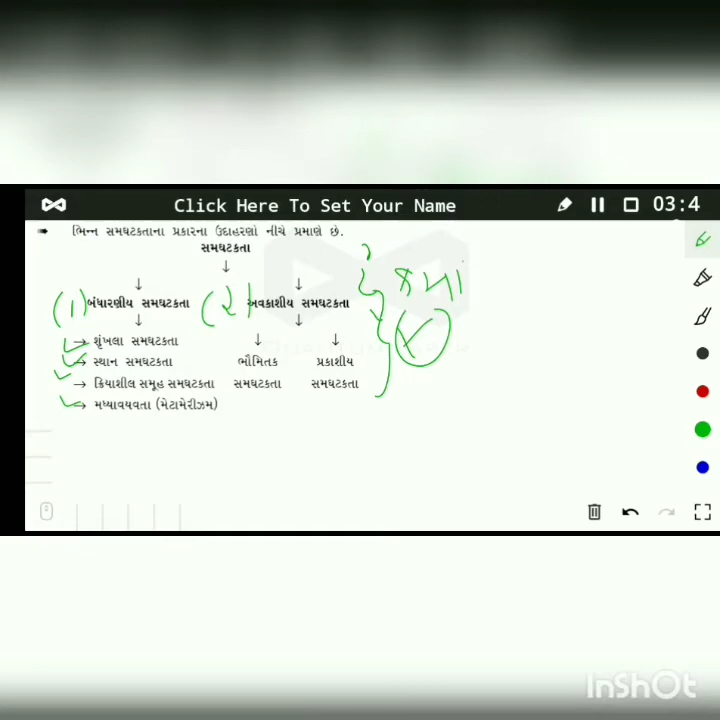 Click Here To Set Your Name 03:4
ભિન્ન સમઘટકતાના પ્રકારના ઉદાહરણો નીચે પ્રમાણે છે.
સમઘટકતા
(1) બંધારણીય સમઘટકતા (૨) અવકાશીય સમઘટકતા
→ શૃંખલા સમઘટકતા
→ સ્થાન સમઘટકતા ભૌમિતિક પ્રકાશીય
→ ક્રિયાશીલ સમૂહ સમઘટકતા સમઘટકતા સમઘટકતા
→ મધ્યાવયવતા (મેટામેરીઝમ)
InShOt